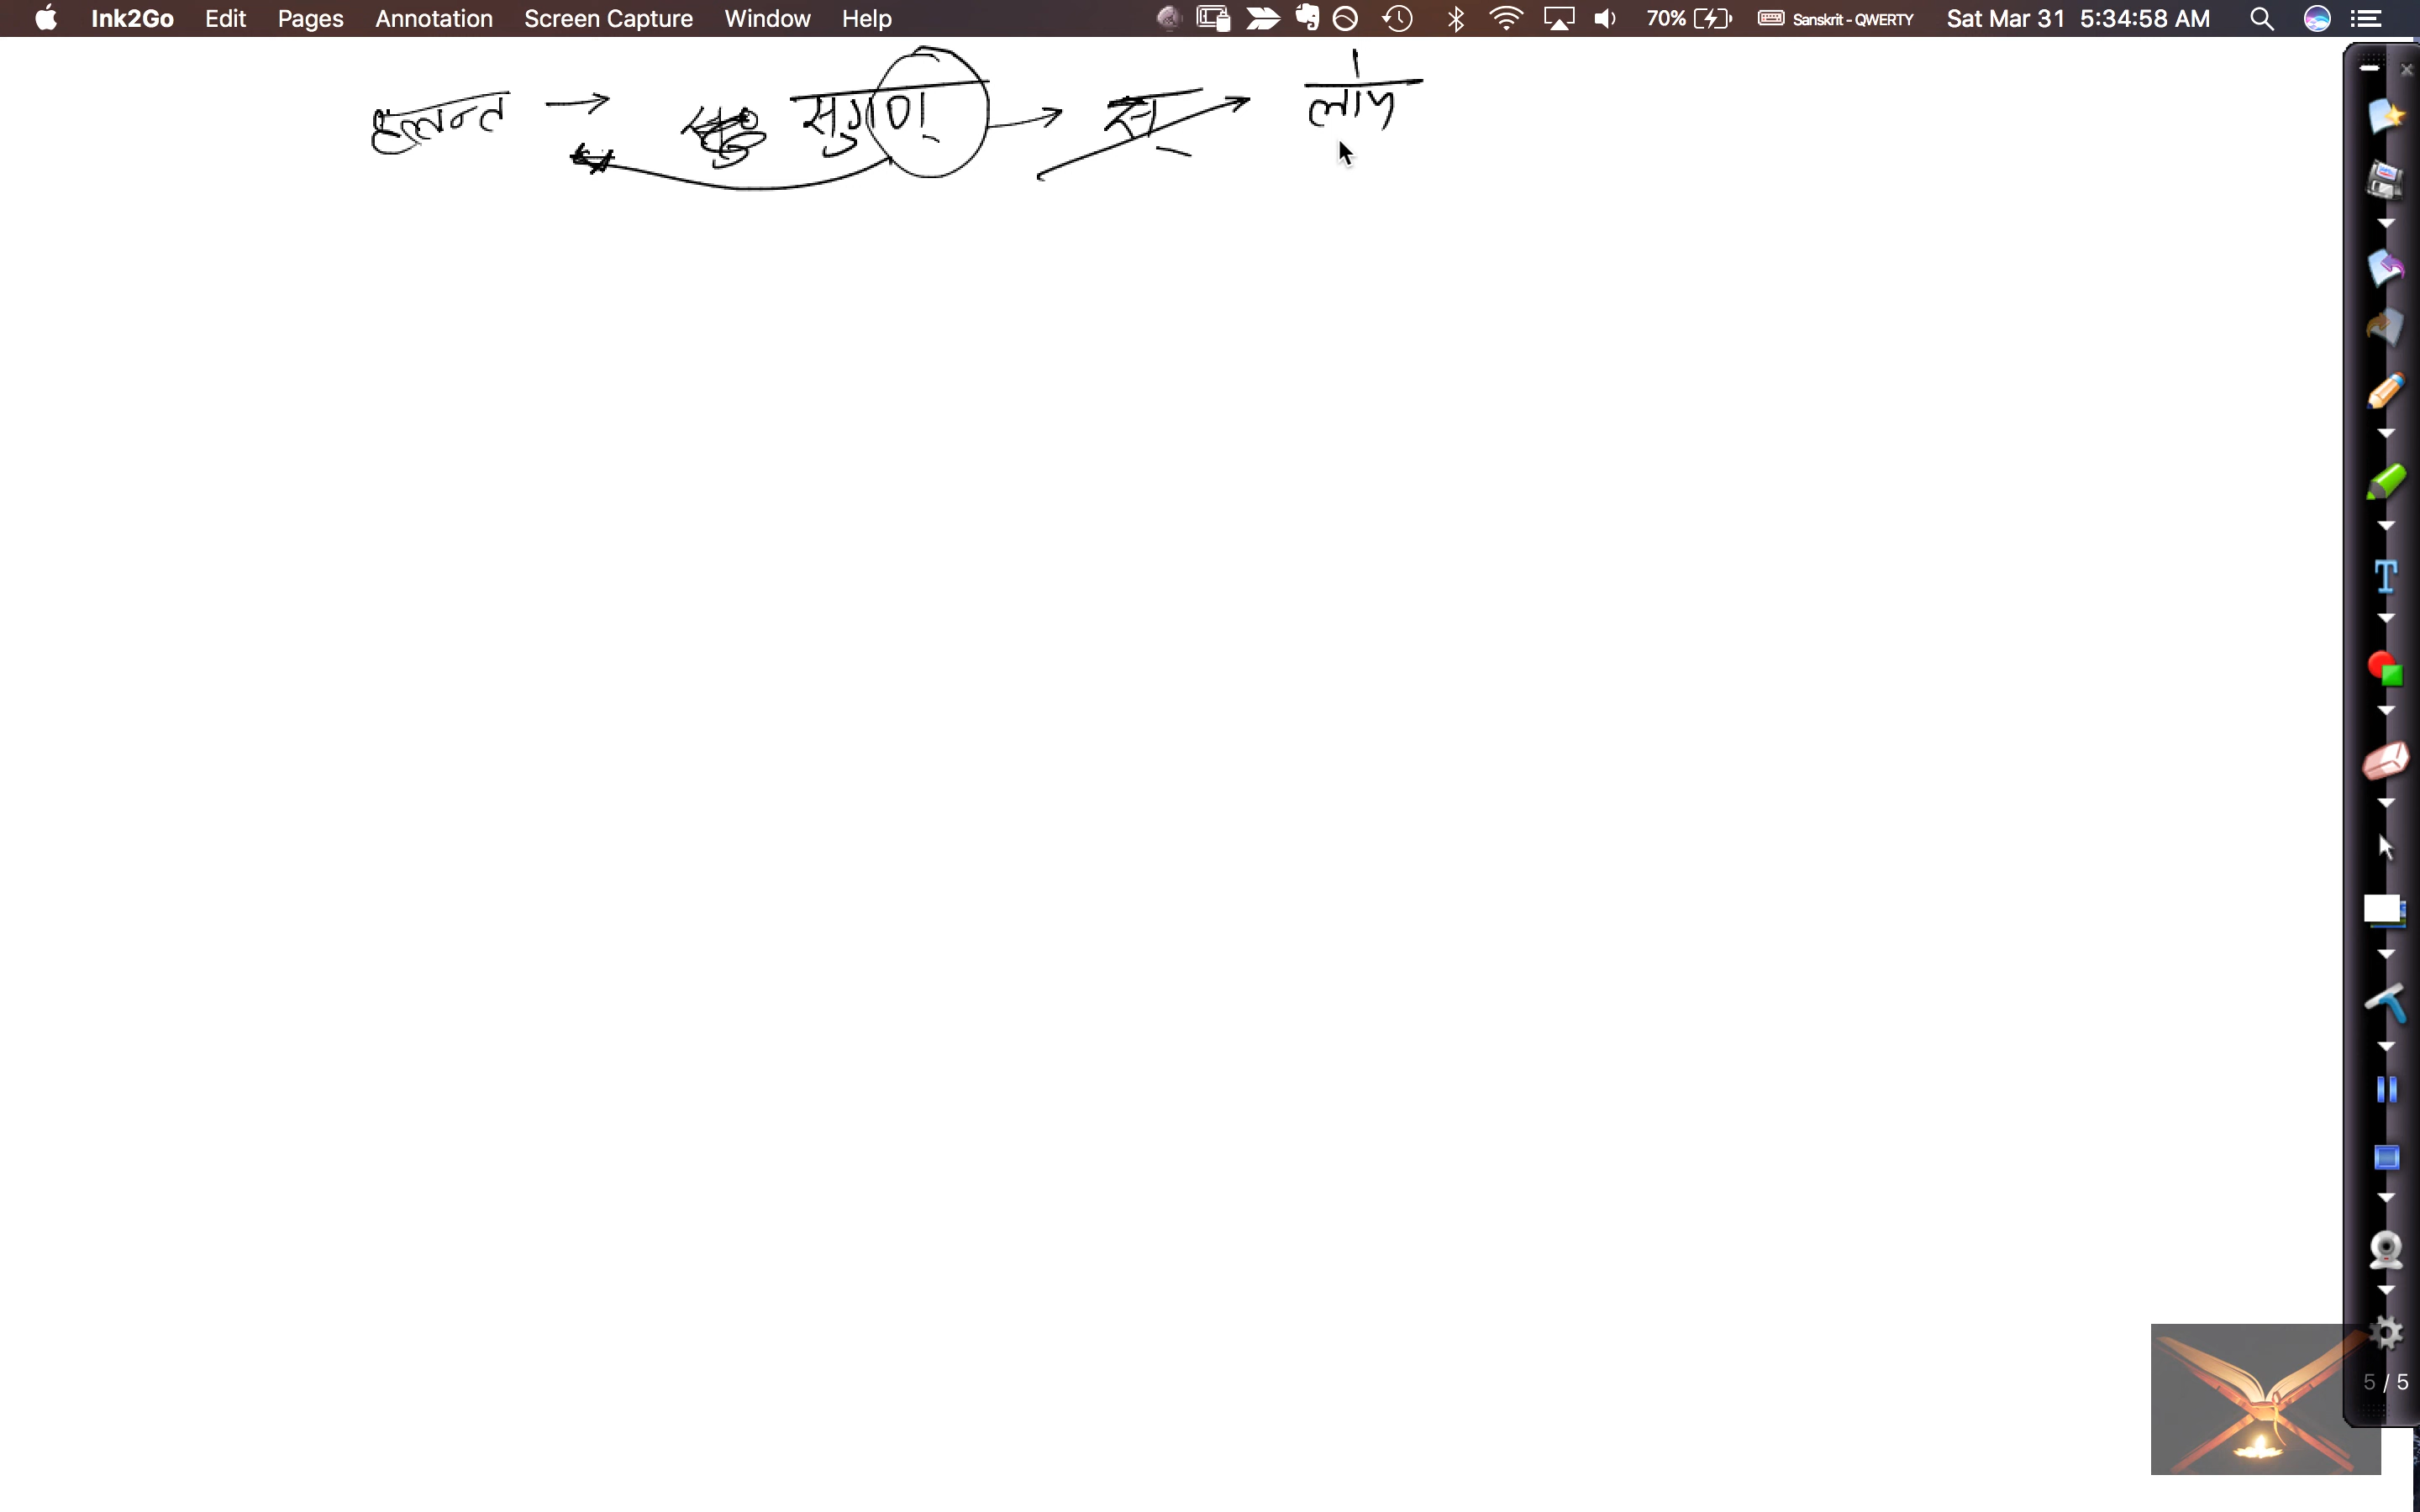 Ink2Go Edit Pages Annotation Screen Capture Window Help 70% Sanskrit - QWERTY Sat Mar 31 5:34:58 AM
हलन्त → सुगण् → स् →
5 / 5